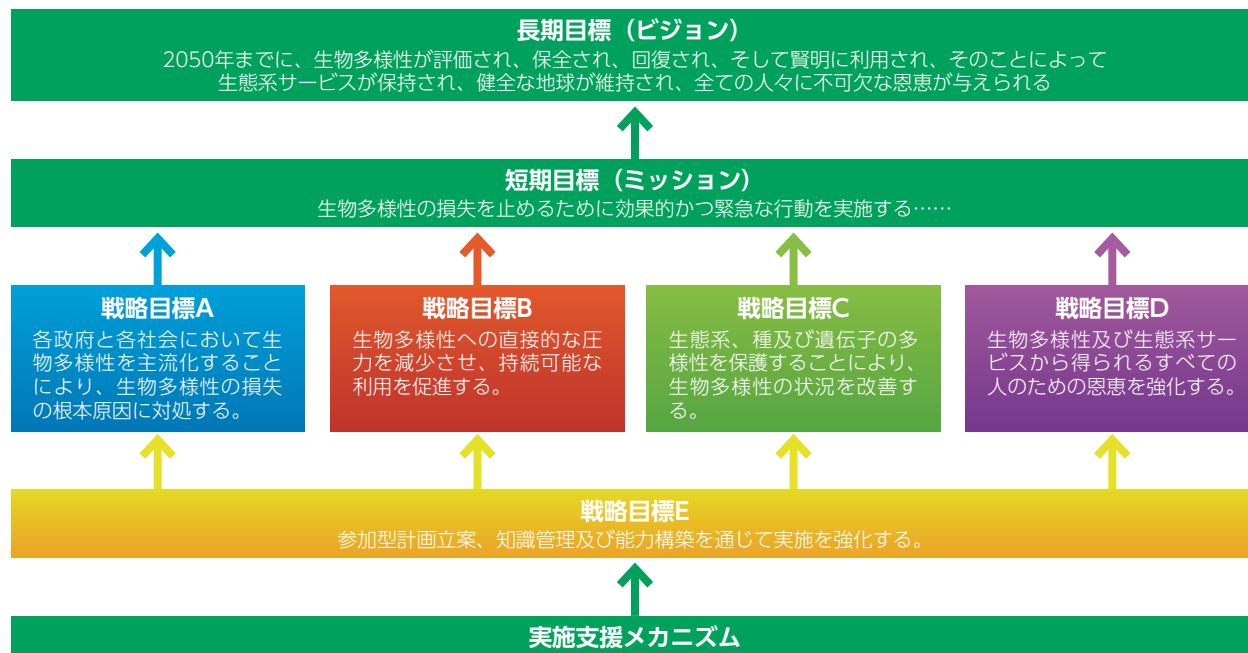 長期目標（ビジョン）
2050年までに、生物多様性が評価され、保全され、回復され、そして賢明に利用され、そのことによって
生態系サービスが保持され、健全な地球が維持され、全ての人々に不可欠な恩恵が与えられる
短期目標（ミッション）
生物多様性の損失を止めるために効果的かつ緊急な行動を実施する……
戦略目標A
各政府と各社会において生
物多様性を主流化すること
により、生物多様性の損失
の根本原因に対処する。
戦略目標B
生物多様性への直接的な圧
力を減少させ、持続可能な
利用を促進する。
戦略目標C
生態系、種及び遺伝子の多
様性を保護することにより、
生物多様性の状況を改善す
る。
戦略目標D
生物多様性及び生態系サー
ビスから得られるすべての
人のための恩恵を強化する。
戦略目標E
参加型計画立案、知識管理及び能力構築を通じて実施を強化する。
実施支援メカニズム